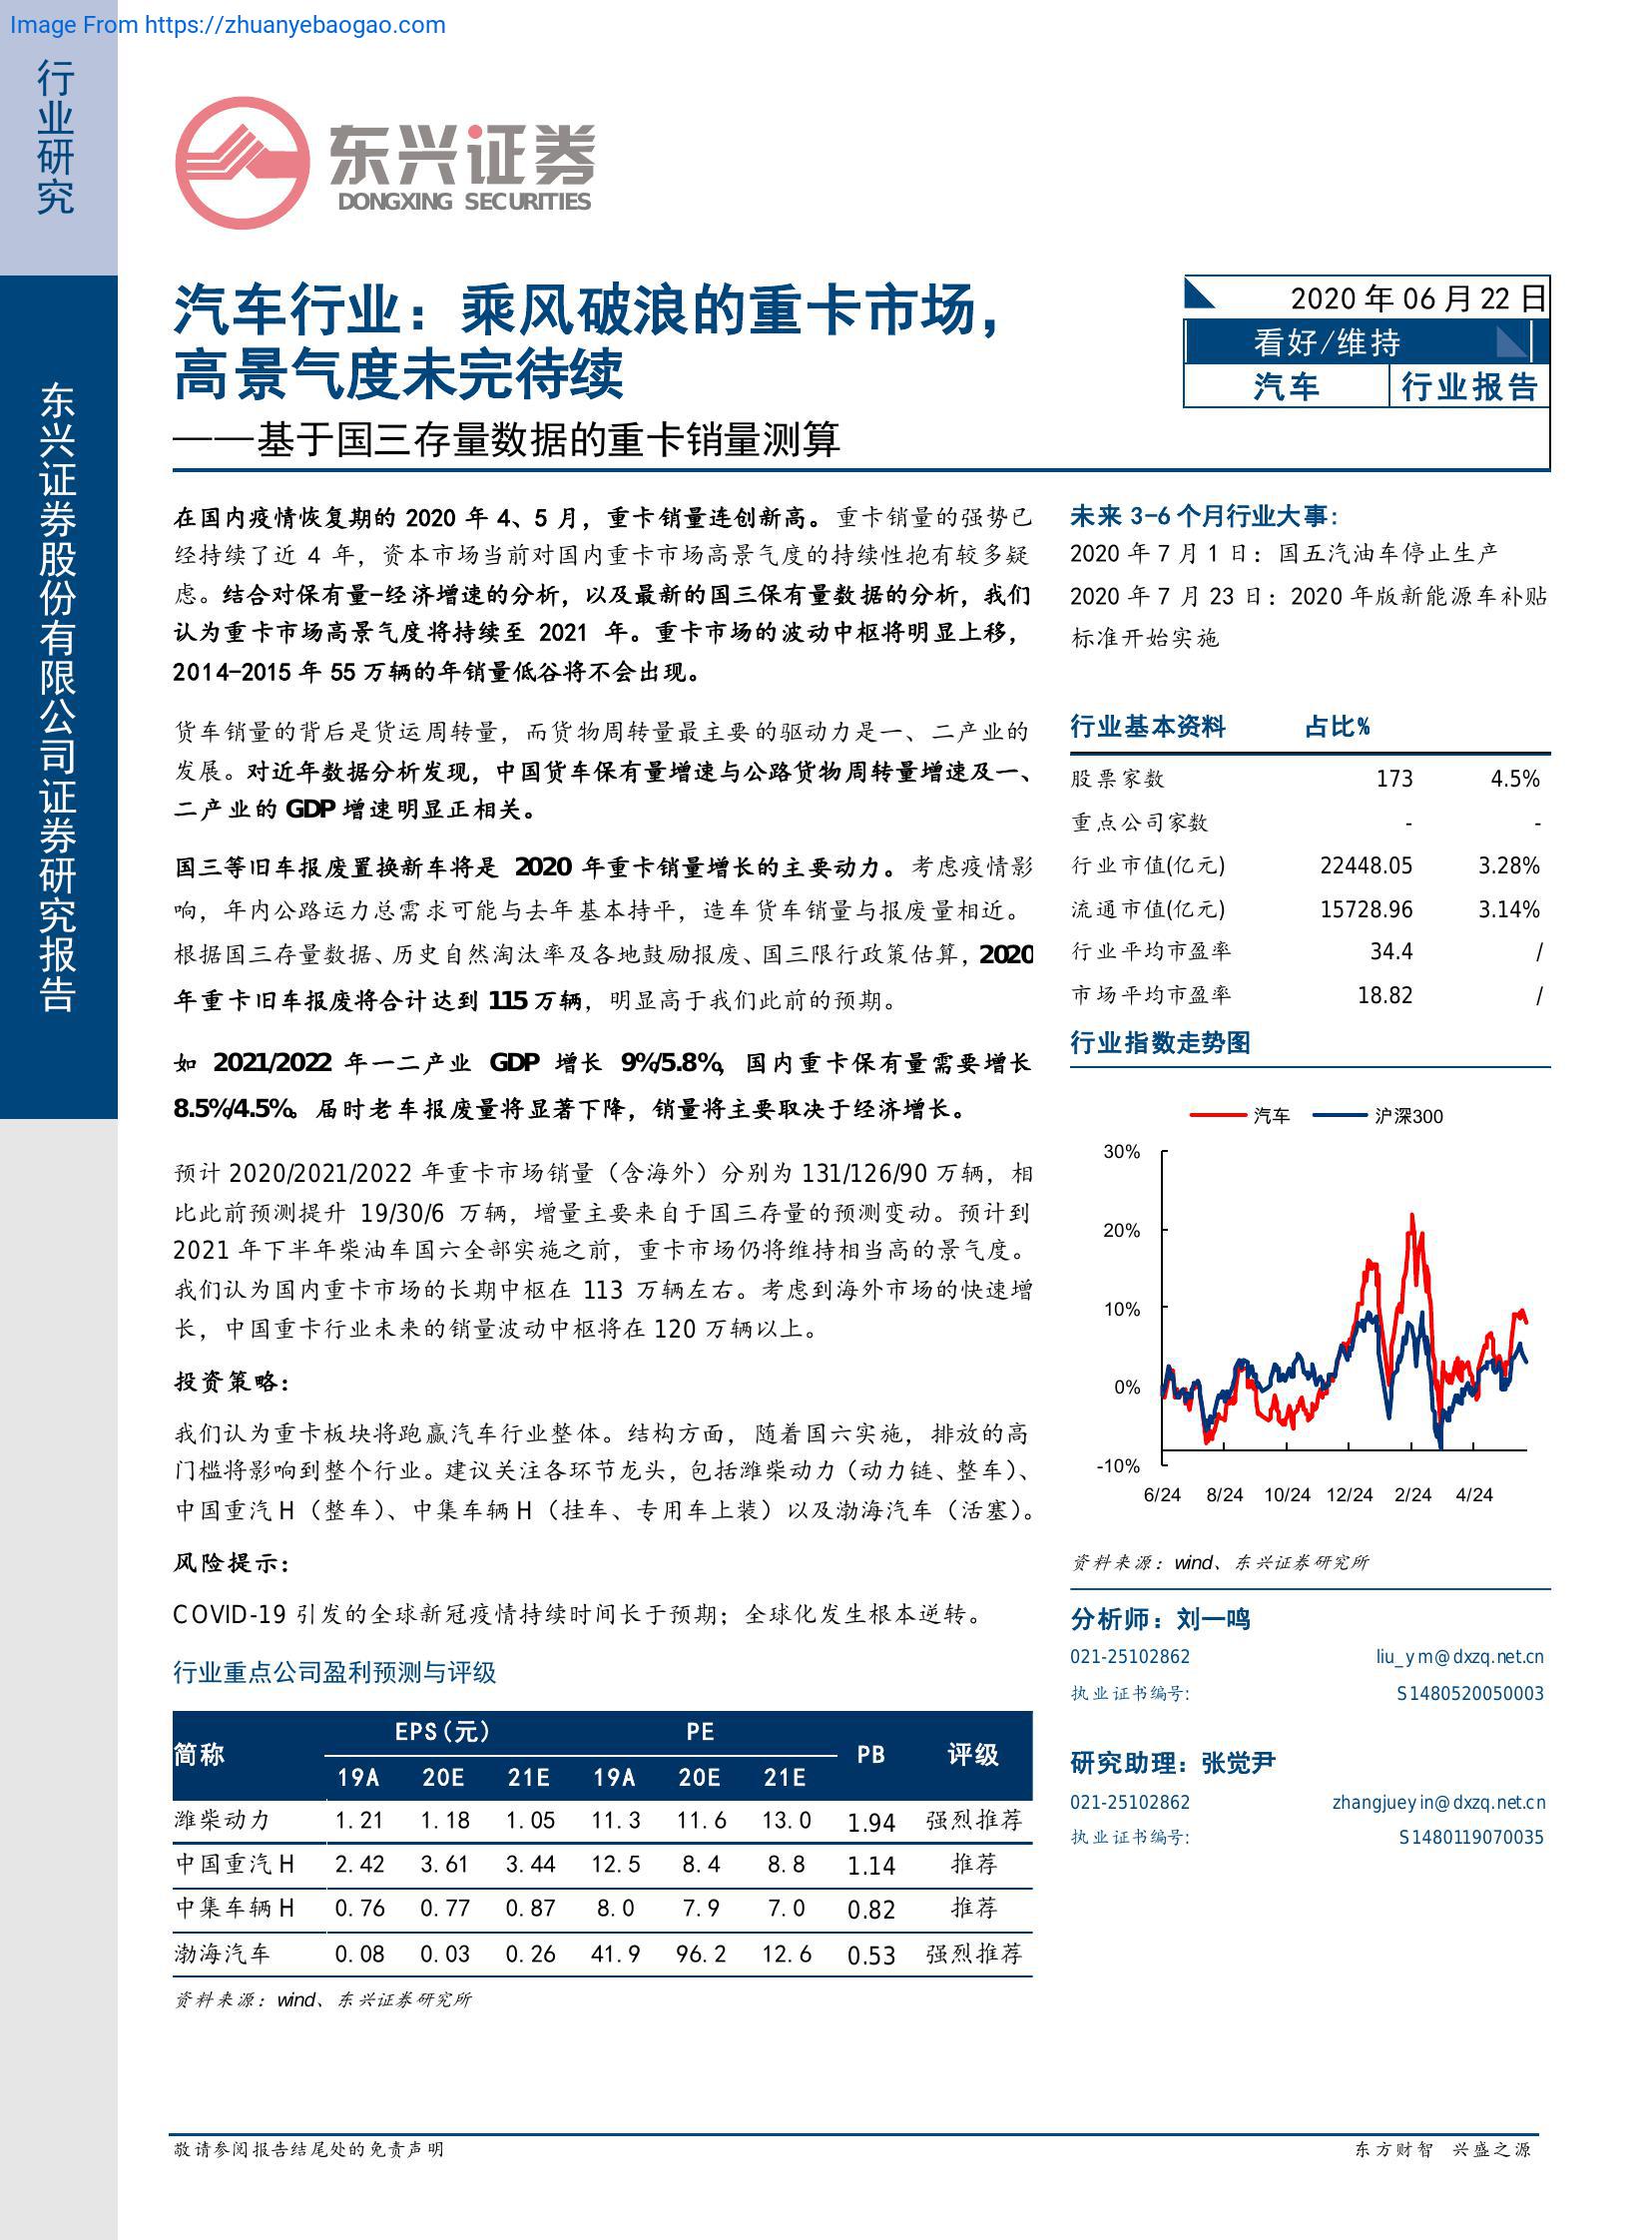 Image From https://zhuanyebaogao.com
行业研究
东兴证券股份有限公司证券研究报告
东兴证券
DONGXING SECURITIES
汽车行业：乘风破浪的重卡市场，
高景气度未完待续
——基于国三存量数据的重卡销量测算
2020 年 06 月 22 日
看好/维持
汽车 行业报告
在国内疫情恢复期的 2020 年 4、5 月，重卡销量连创新高。重卡销量的强势已
经持续了近 4 年，资本市场当前对国内重卡市场高景气度的持续性抱有较多疑
虑。结合对保有量-经济增速的分析，以及最新的国三保有量数据的分析，我们
认为重卡市场高景气度将持续至 2021 年。重卡市场的波动中枢将明显上移，
2014-2015 年 55 万辆的年销量低谷将不会出现。
货车销量的背后是货运周转量，而货物周转量最主要的驱动力是一、二产业的
发展。对近年数据分析发现，中国货车保有量增速与公路货物周转量增速及一、
二产业的 GDP 增速明显正相关。
国三等旧车报废置换新车将是 2020 年重卡销量增长的主要动力。考虑疫情影
响，年内公路运力总需求可能与去年基本持平，造车货车销量与报废量相近。
根据国三存量数据、历史自然淘汰率及各地鼓励报废、国三限行政策估算，2020
年重卡旧车报废将合计达到 115 万辆，明显高于我们此前的预期。
如 2021/2022 年一二产业 GDP 增长 9%/5.8%，国内重卡保有量需要增长
8.5%/4.5%。届时老车报废量将显著下降，销量将主要取决于经济增长。
预计 2020/2021/2022 年重卡市场销量（含海外）分别为 131/126/90 万辆，相
比此前预测提升 19/30/6 万辆，增量主要来自于国三存量的预测变动。预计到
2021 年下半年柴油车国六全部实施之前，重卡市场仍将维持相当高的景气度。
我们认为国内重卡市场的长期中枢在 113 万辆左右。考虑到海外市场的快速增
长，中国重卡行业未来的销量波动中枢将在 120 万辆以上。
投资策略：
我们认为重卡板块将跑赢汽车行业整体。结构方面，随着国六实施，排放的高
门槛将影响到整个行业。建议关注各环节龙头，包括潍柴动力（动力链、整车）、
中国重汽 H（整车）、中集车辆 H（挂车、专用车上装）以及渤海汽车（活塞）。
风险提示：
COVID-19 引发的全球新冠疫情持续时间长于预期；全球化发生根本逆转。
行业重点公司盈利预测与评级
简称 EPS(元) PE PB 评级
19A 20E 21E 19A 20E 21E
潍柴动力 1.21 1.18 1.05 11.3 11.6 13.0 1.94 强烈推荐
中国重汽 H 2.42 3.61 3.44 12.5 8.4 8.8 1.14 推荐
中集车辆 H 0.76 0.77 0.87 8.0 7.9 7.0 0.82 推荐
渤海汽车 0.08 0.03 0.26 41.9 96.2 12.6 0.53 强烈推荐
资料来源：wind、东兴证券研究所
未来 3-6 个月行业大事：
2020 年 7 月 1 日：国五汽油车停止生产
2020 年 7 月 23 日：2020 年版新能源车补贴
标准开始实施
行业基本资料 占比%
股票家数 173 4.5%
重点公司家数 - -
行业市值(亿元) 22448.05 3.28%
流通市值(亿元) 15728.96 3.14%
行业平均市盈率 34.4 /
市场平均市盈率 18.82 /
行业指数走势图
汽车 沪深300
30%
20%
10%
0%
-10%
6/24 8/24 10/24 12/24 2/24 4/24
资料来源：wind、东兴证券研究所
分析师：刘一鸣
021-25102862 liu_ym@dxzq.net.cn
执业证书编号: S1480520050003
研究助理：张觉尹
021-25102862 zhangjueyin@dxzq.net.cn
执业证书编号: S1480119070035
敬请参阅报告结尾处的免责声明
东方财智 兴盛之源